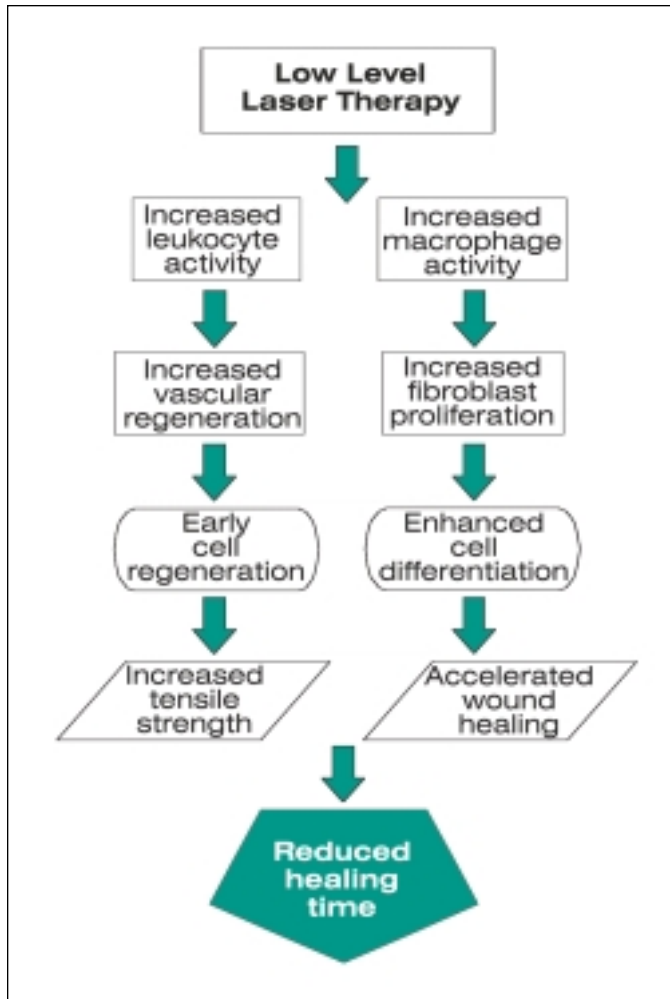 Low Level
Laser Therapy
Increased
leukocyte
activity
Increased
macrophage
activity
Increased
vascular
regeneration
Increased
fibroblast
proliferation
Early
cell
regeneration
Enhanced
cell
differentiation
Increased
tensile
strength
Accelerated
wound
healing
Reduced
healing
time